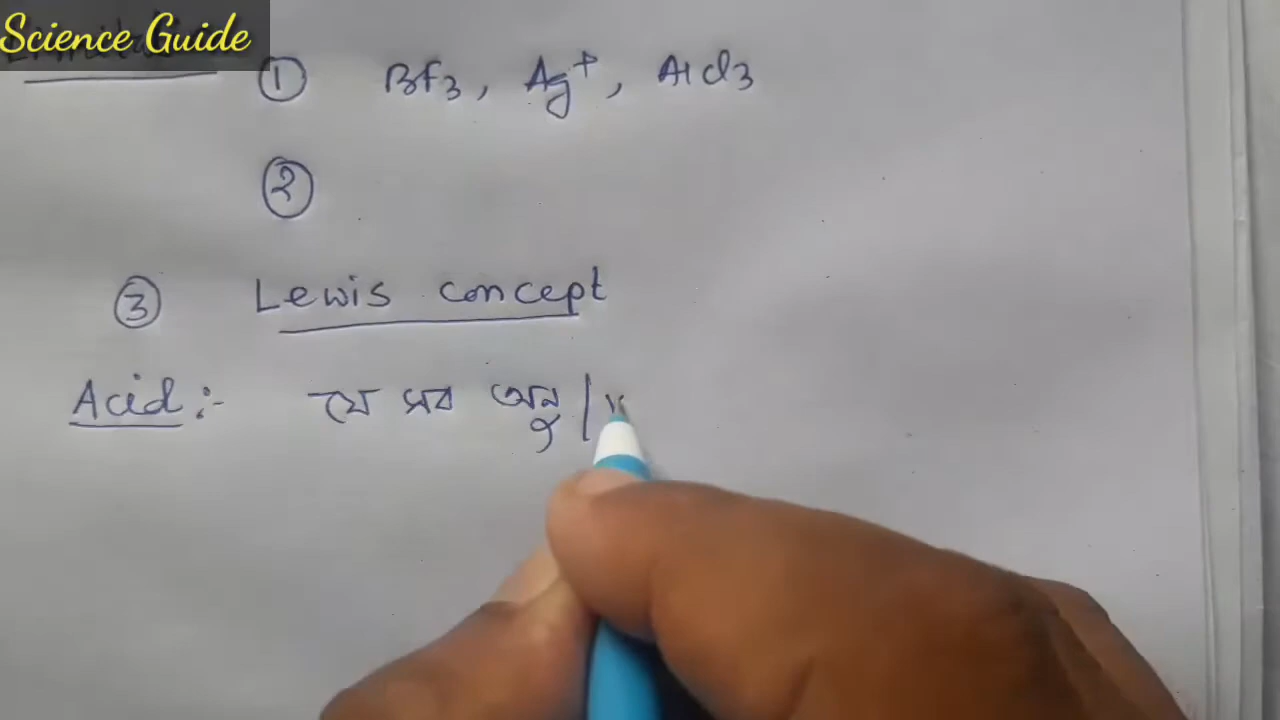 Science Guide
① BF3, Ag+, AlCl3
②
③ Lewis concept
Acid :- যে সব অনু /